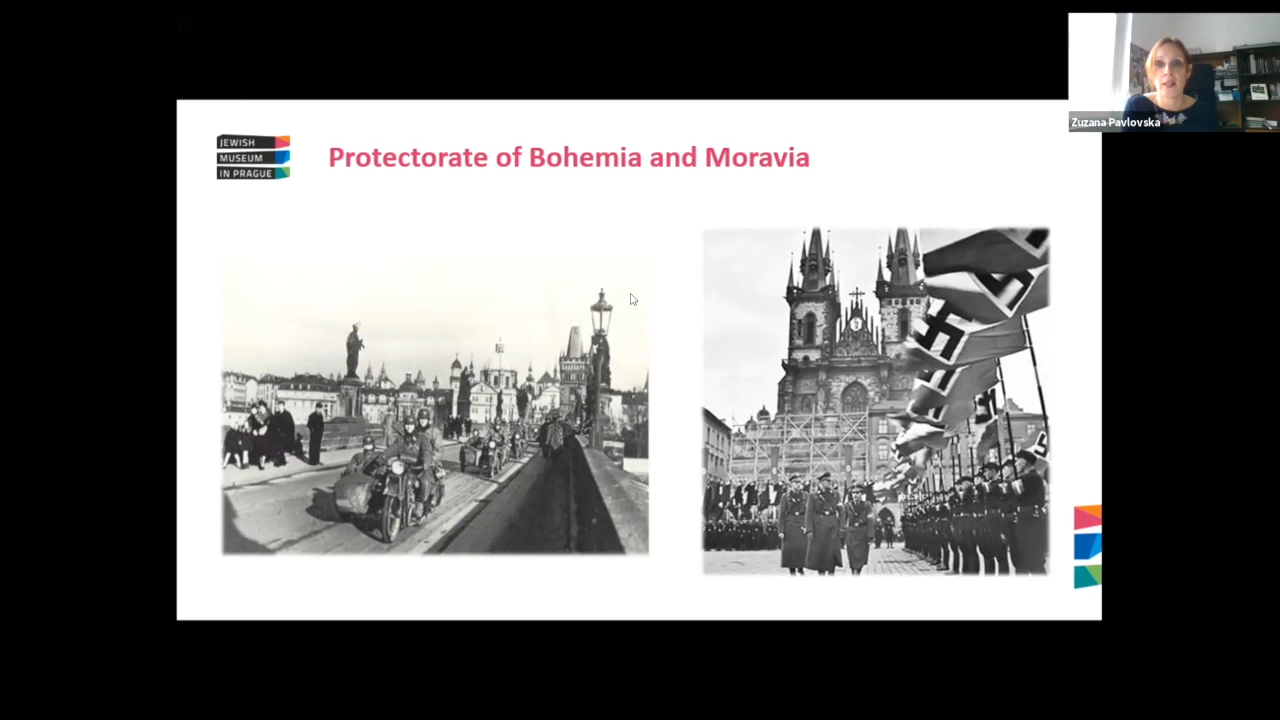 JEWISH
MUSEUM
IN PRAGUE
Protectorate of Bohemia and Moravia
Zuzana Pavlovska